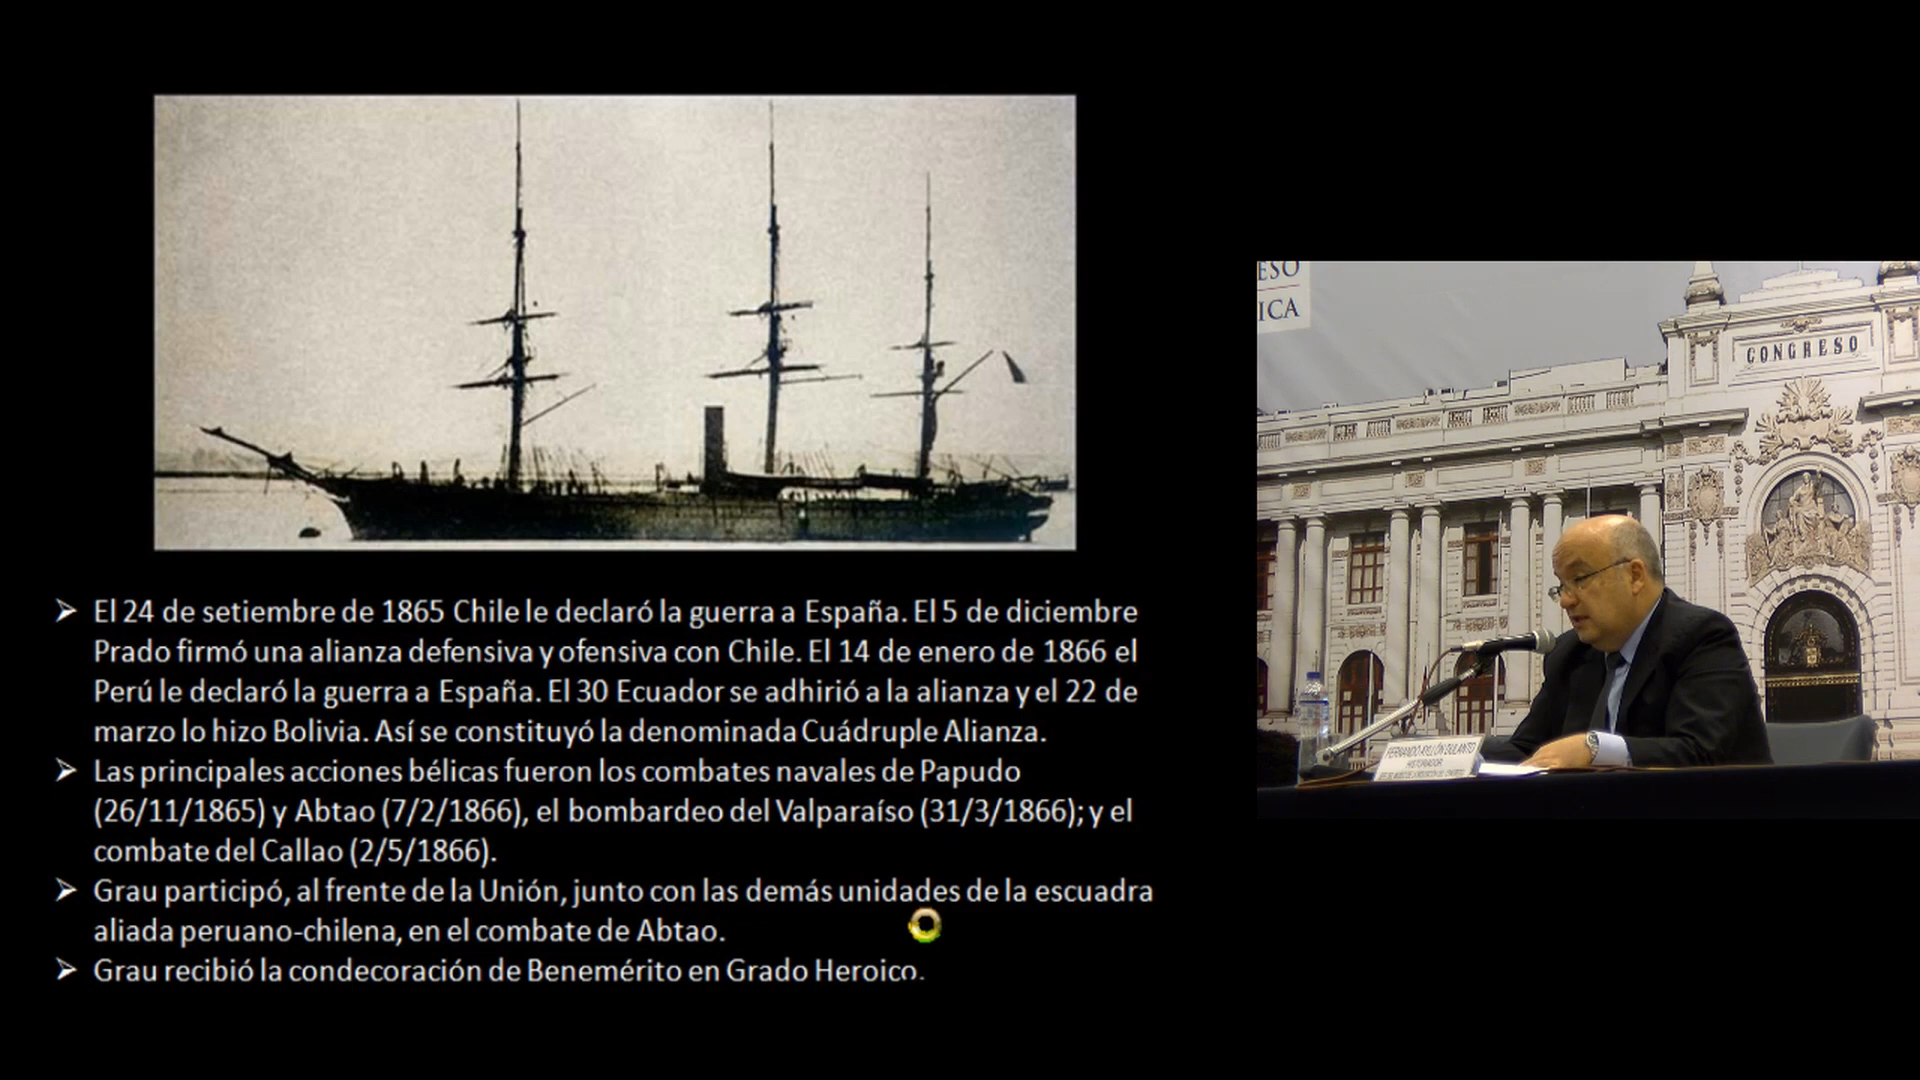 El 24 de setiembre de 1865 Chile le declaró la guerra a España. El 5 de diciembre
Prado firmó una alianza defensiva y ofensiva con Chile. El 14 de enero de 1866 el
Perú le declaró la guerra a España. El 30 Ecuador se adhirió a la alianza y el 22 de
marzo lo hizo Bolivia. Así se constituyó la denominada Cuádruple Alianza.
Las principales acciones bélicas fueron los combates navales de Papudo
(26/11/1865) y Abtao (7/2/1866), el bombardeo del Valparaíso (31/3/1866); y el
combate del Callao (2/5/1866).
Grau participó, al frente de la Unión, junto con las demás unidades de la escuadra
aliada peruano-chilena, en el combate de Abtao.
Grau recibió la condecoración de Benemérito en Grado Heroico.
ESO
ICA
CONGRESO
FERNANDO AYLLÓN DULANTO
HISTORIADOR